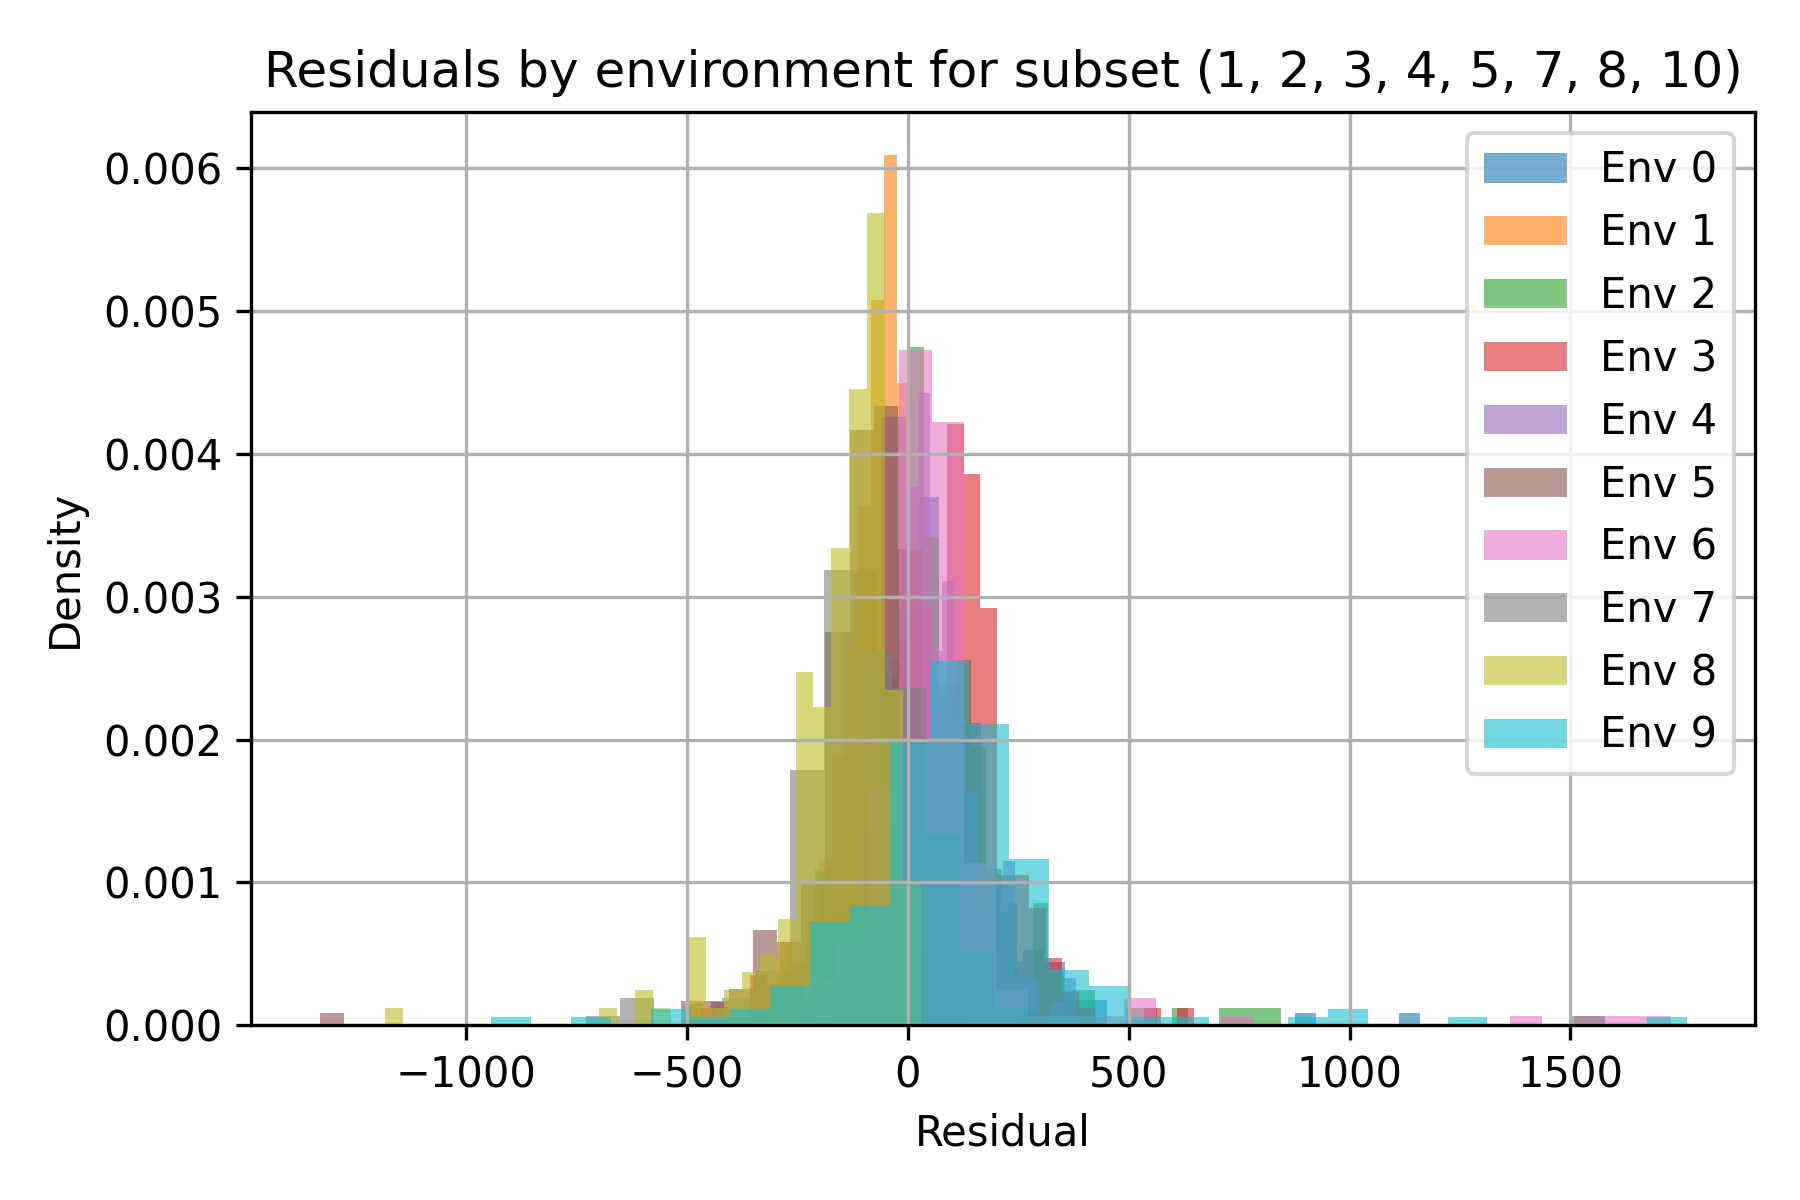 Residuals by environment for subset (1, 2, 3, 4, 5, 7, 8, 10)
0.006
0.005
0.004
0.003
0.002
0.001
0.000
Density
−1000
−500
0
500
1000
1500
Residual
Env 0
Env 1
Env 2
Env 3
Env 4
Env 5
Env 6
Env 7
Env 8
Env 9